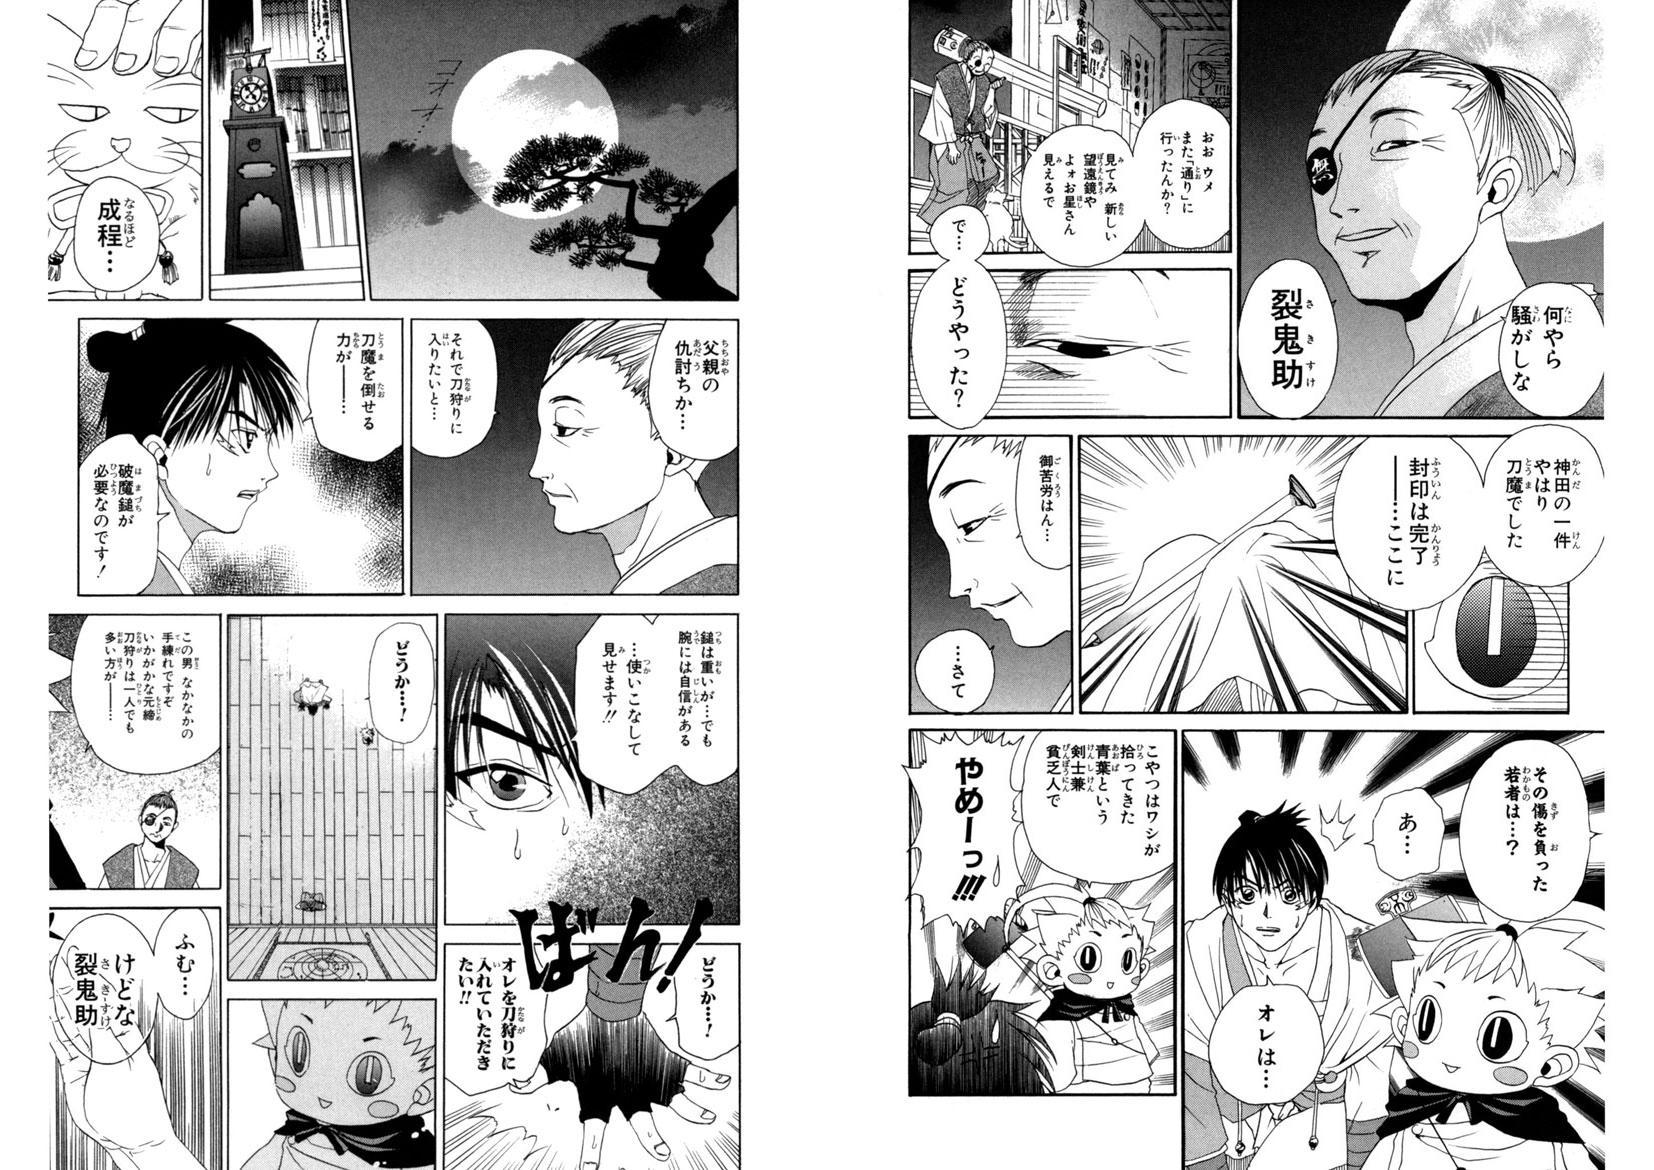 何やら
騒がしな
裂鬼助
おお ウメ
また「通り」に
行ったんか?
見てみ 新しい
望遠鏡や
よォお星さん
見えるで
で…
どうやった?
神田の一件
やはり
刀魔でした
封印は完了
――……ここに
御苦労はん…
…さて
その傷を負った
若者は…?
あ…
オレは…
こやつはワシが
拾ってきた
青葉という
剣士兼
貧乏人で
やめーっ!!!
成程…
父親の
仇討ちか…
それで刀狩りに
入りたいと…
刀魔を倒せる
力が―――…
破魔鎚が
必要なのです!
鎚は重いが…でも
腕には自信がある
…使いこなして
見せます!!
どうか…!
この男 なかなかの
手練れですぞ
いかがかな元締
刀狩りは一人でも
多い方が―――…
ばん!
どうか…!
オレを刀狩りに
入れていただき
たい!!
ふむ…
けどな
裂鬼助